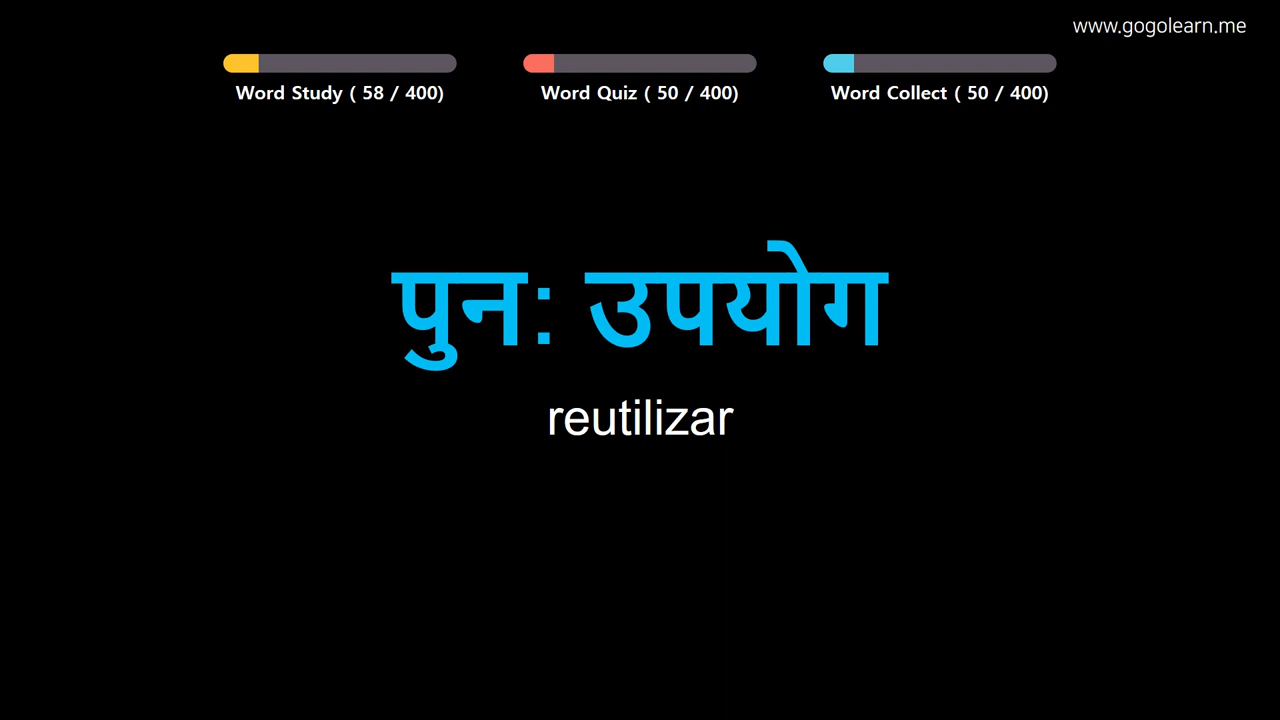 www.gogolearn.me
Word Study ( 58 / 400)
Word Quiz ( 50 / 400)
Word Collect ( 50 / 400)
पुन: उपयोग
reutilizar